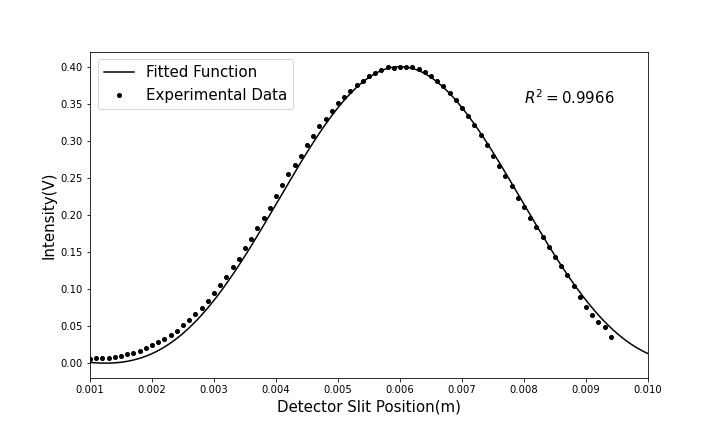 Fitted Function
Experimental Data
R² = 0.9966
0.40
0.35
0.30
0.25
0.20
0.15
0.10
0.05
0.00
Intensity(V)
0.001 0.002 0.003 0.004 0.005 0.006 0.007 0.008 0.009 0.010
Detector Slit Position(m)